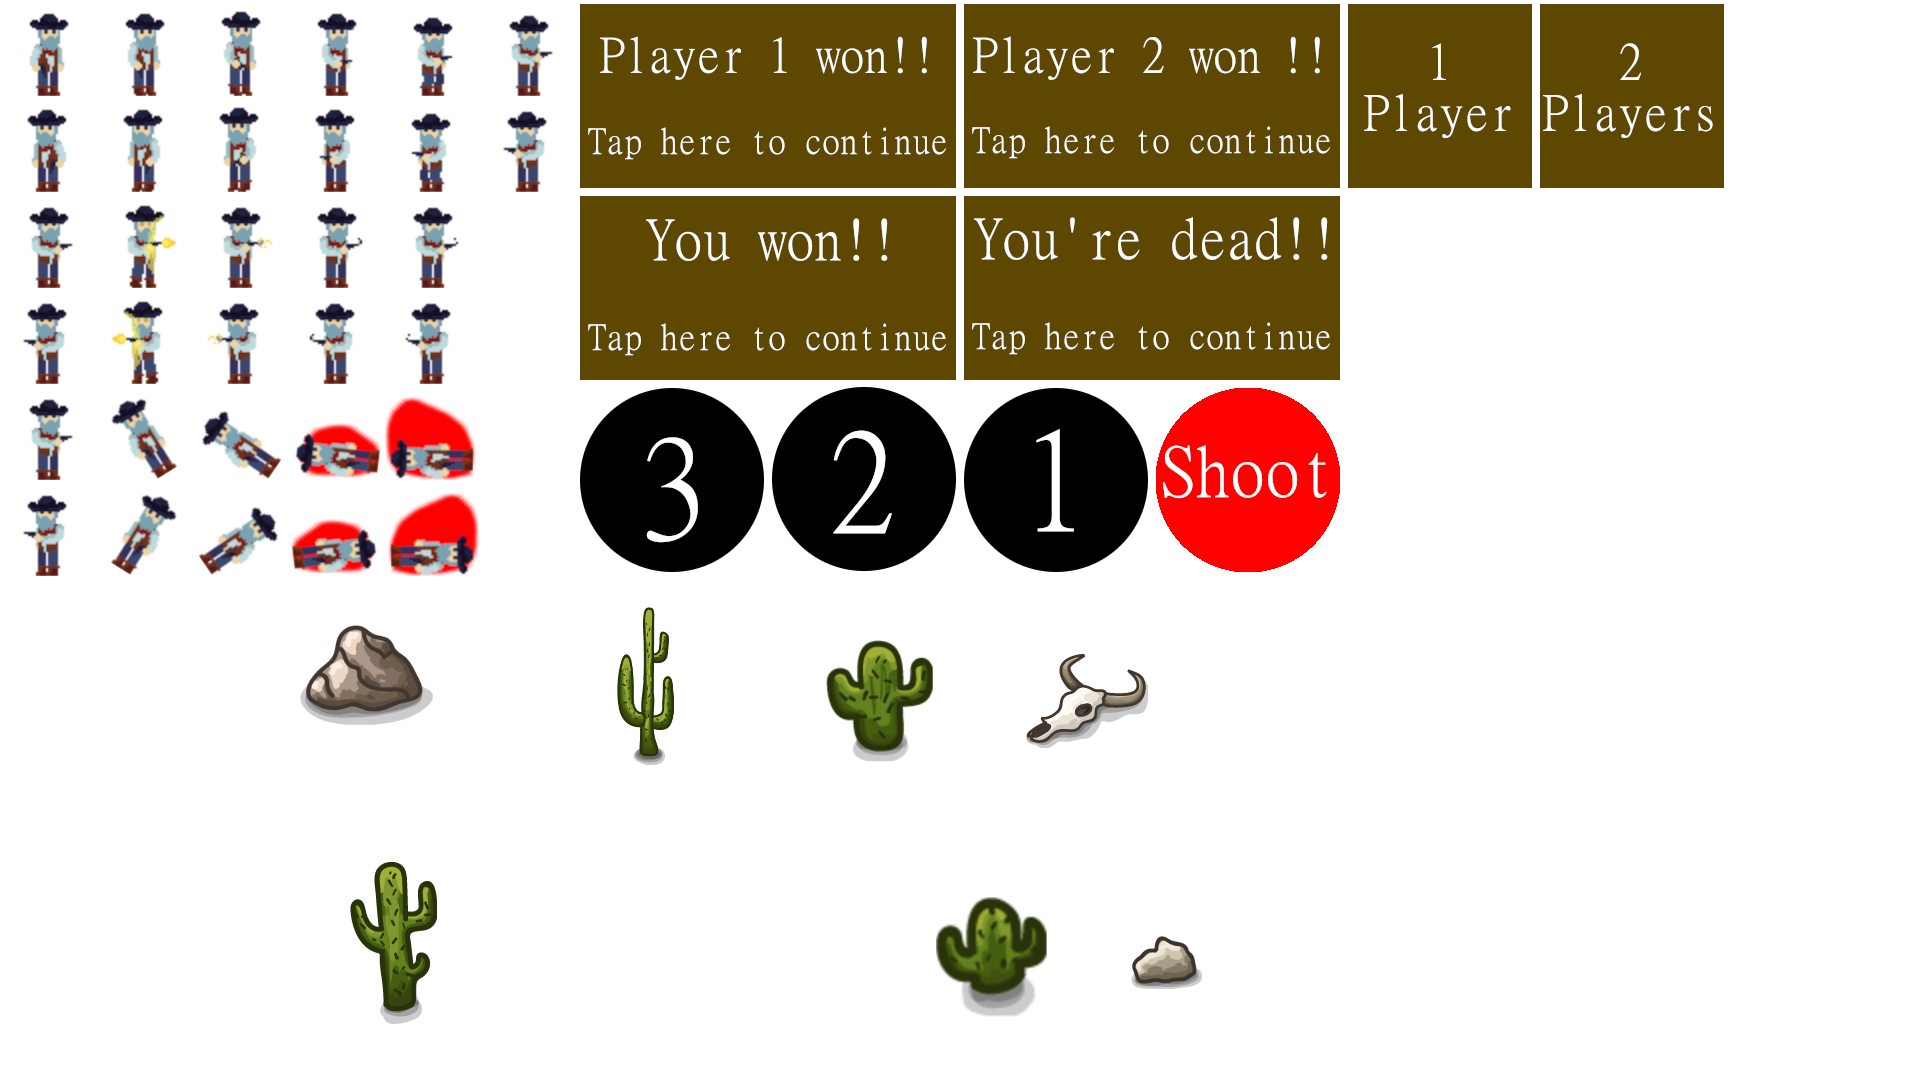 Player 1 won!!
Tap here to continue
Player 2 won !!
Tap here to continue
1
Player
2
Players
You won!!
Tap here to continue
You're dead!!
Tap here to continue
3
2
1
Shoot